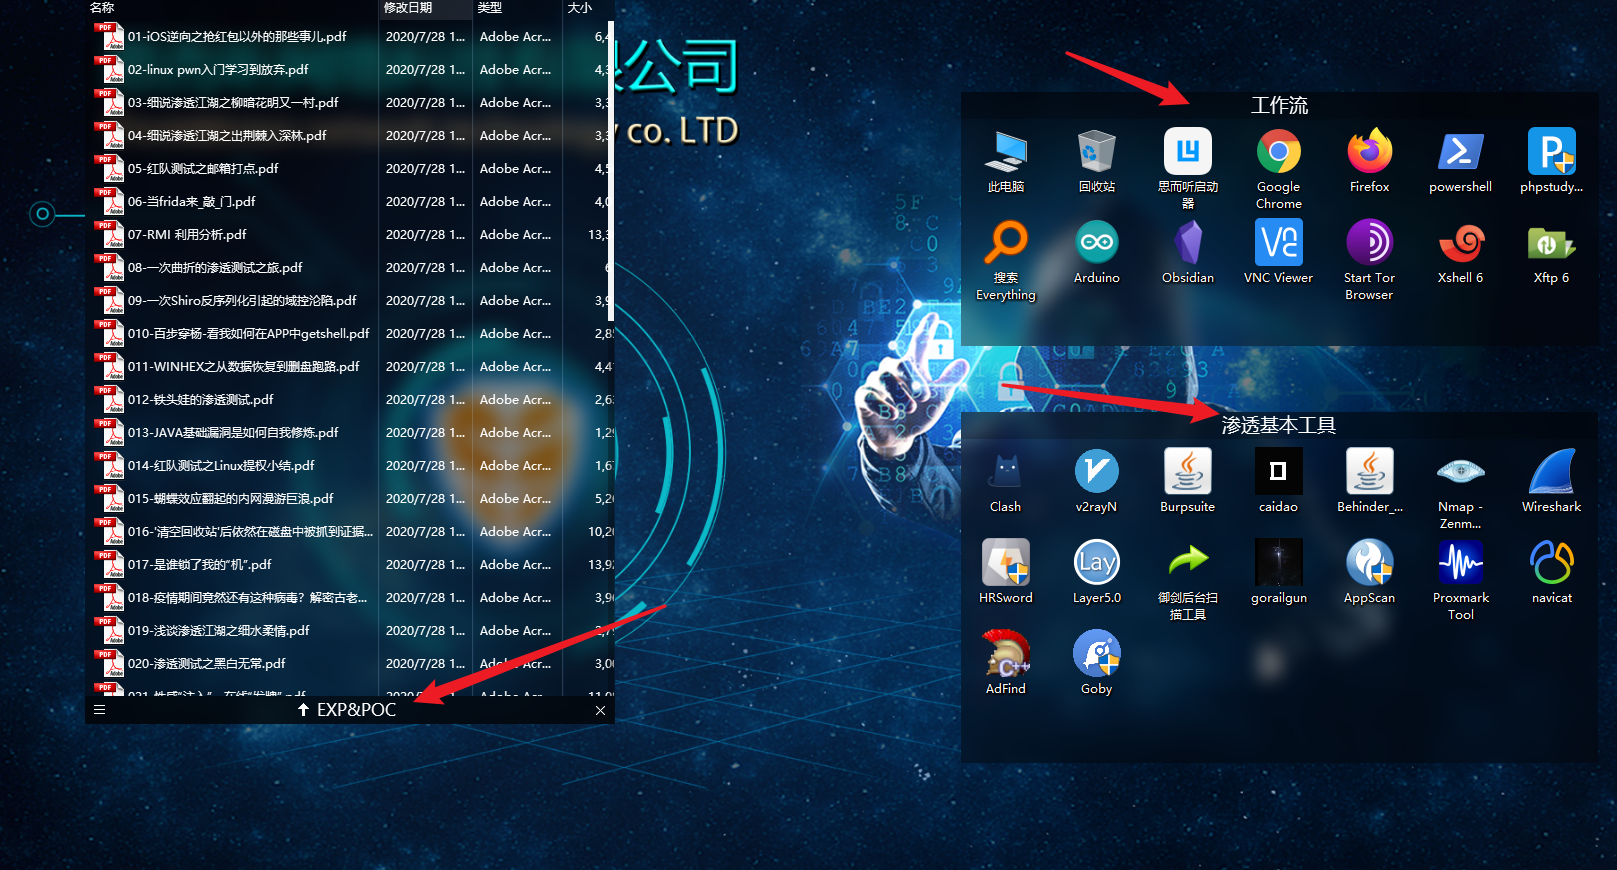 名称 修改日期 类型 大小
01-iOS逆向之抢红包以外的那些事儿.pdf 2020/7/28 1... Adobe Acr... 6,4
02-linux pwn入门学习到放弃.pdf 2020/7/28 1... Adobe Acr... 4,3
03-细说渗透江湖之柳暗花明又一村.pdf 2020/7/28 1... Adobe Acr... 3,3
04-细说渗透江湖之出荆棘入深林.pdf 2020/7/28 1... Adobe Acr... 3,3
05-红队测试之邮箱打点.pdf 2020/7/28 1... Adobe Acr... 4,5
06-当frida来_敲_门.pdf 2020/7/28 1... Adobe Acr... 4,0
07-RMI 利用分析.pdf 2020/7/28 1... Adobe Acr... 13,3
08-一次曲折的渗透测试之旅.pdf 2020/7/28 1... Adobe Acr... 6
09-一次Shiro反序列化引起的域控沦陷.pdf 2020/7/28 1... Adobe Acr... 3,9
010-百步穿杨-看我如何在APP中getshell.pdf 2020/7/28 1... Adobe Acr... 2,8
011-WINHEX之从数据恢复到删盘跑路.pdf 2020/7/28 1... Adobe Acr... 4,4
012-铁头娃的渗透测试.pdf 2020/7/28 1... Adobe Acr... 2,6
013-JAVA基础漏洞是如何自我修炼.pdf 2020/7/28 1... Adobe Acr... 1,2
014-红队测试之Linux提权小结.pdf 2020/7/28 1... Adobe Acr... 1,6
015-蝴蝶效应翻起的内网漫游巨浪.pdf 2020/7/28 1... Adobe Acr... 5,2
016-'清空回收站'后依然在磁盘中被抓到证据... 2020/7/28 1... Adobe Acr... 10,2
017-是谁锁了我的“机”.pdf 2020/7/28 1... Adobe Acr... 13,9
018-疫情期间竟然还有这种病毒？解密古老... 2020/7/28 1... Adobe Acr... 3,9
019-浅谈渗透江湖之细水柔情.pdf 2020/7/28 1... Adobe Acr... 2,7
020-渗透测试之黑白无常.pdf 2020/7/28 1... Adobe Acr... 3,0
EXP&POC
公司
co. LTD
工作流
此电脑 回收站 思而听启动器 Google Chrome Firefox powershell phpstudy...
搜索 Everything Arduino Obsidian VNC Viewer Start Tor Browser Xshell 6 Xftp 6
渗透基本工具
Clash v2rayN Burpsuite caidao Behinder_... Nmap - Zenm... Wireshark
HRSword Layer5.0 御剑后台扫描工具 gorailgun AppScan Proxmark Tool navicat
AdFind Goby